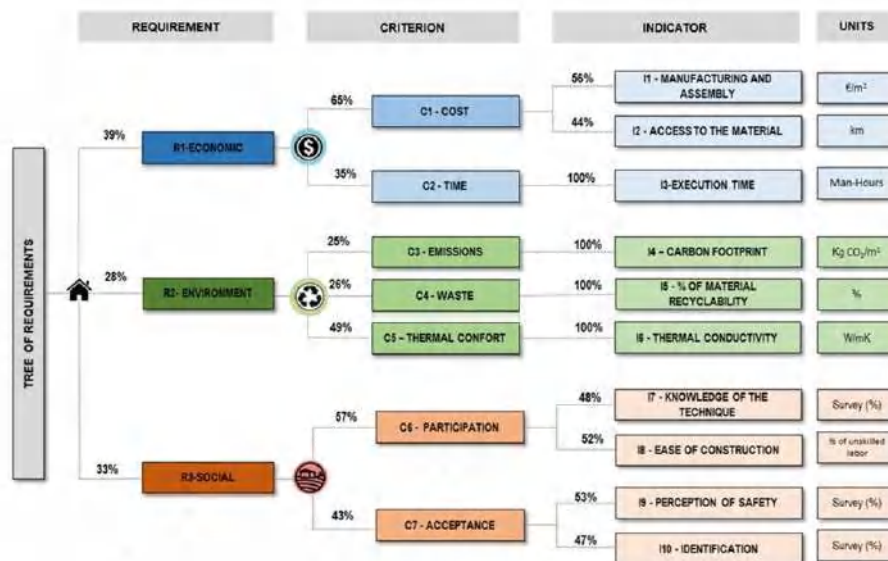 REQUIREMENT
CRITERION
INDICATOR
UNITS
TREE OF REQUIREMENTS
39%
R1-ECONOMIC
65%
C1 - COST
56%
I1 - MANUFACTURING AND
ASSEMBLY
€/m²
44%
I2 - ACCESS TO THE MATERIAL
km
35%
C2 - TIME
100%
I3-EXECUTION TIME
Man-Hours
28%
R2- ENVIRONMENT
25%
C3 - EMISSIONS
100%
I4 – CARBON FOOTPRINT
Kg CO₂/m²
26%
C4 - WASTE
100%
I5 - % OF MATERIAL
RECYCLABILITY
%
49%
C5 – THERMAL CONFORT
100%
I6 - THERMAL CONDUCTIVITY
W/mK
33%
R3-SOCIAL
57%
C6 - PARTICIPATION
48%
I7 - KNOWLEDGE OF THE
TECHNIQUE
Survey (%)
52%
I8 - EASE OF CONSTRUCTION
% of unskilled
labor
43%
C7 - ACCEPTANCE
53%
I9 - PERCEPTION OF SAFETY
Survey (%)
47%
I10 - IDENTIFICATION
Survey (%)